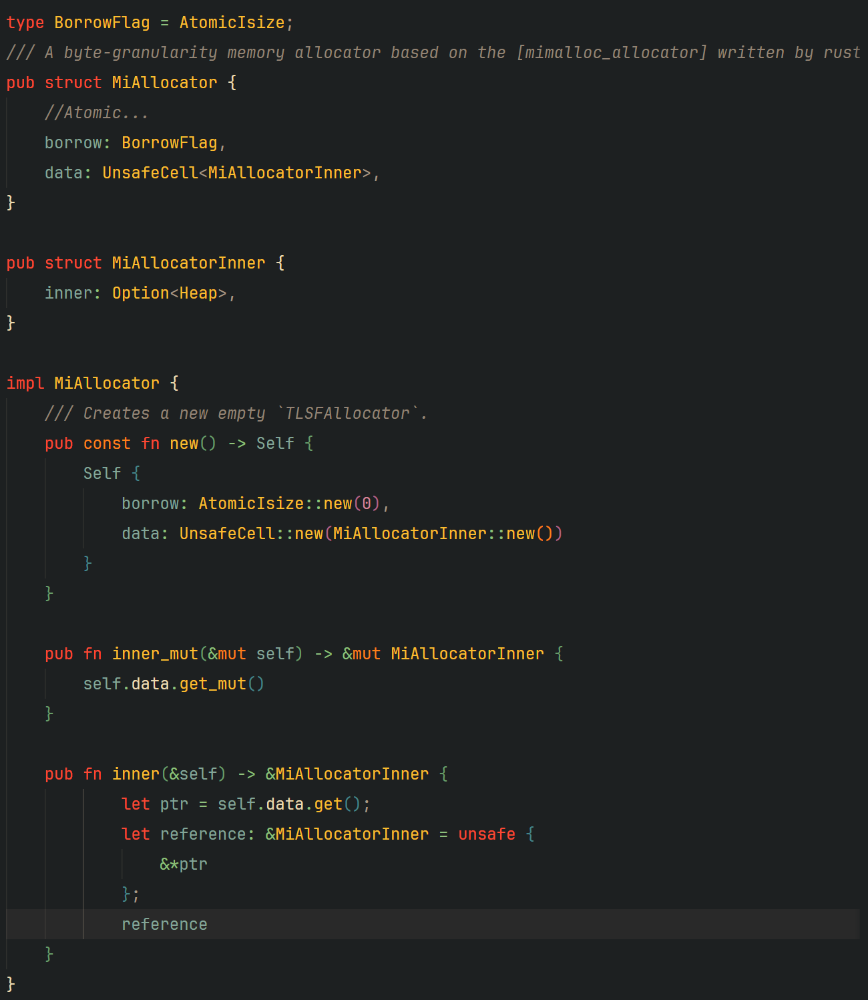 type BorrowFlag = AtomicIsize;
/// A byte-granularity memory allocator based on the [mimalloc_allocator] written by rust
pub struct MiAllocator {
    //Atomic...
    borrow: BorrowFlag,
    data: UnsafeCell<MiAllocatorInner>,
}

pub struct MiAllocatorInner {
    inner: Option<Heap>,
}

impl MiAllocator {
    /// Creates a new empty `TLSFAllocator`.
    pub const fn new() -> Self {
        Self {
            borrow: AtomicIsize::new(0),
            data: UnsafeCell::new(MiAllocatorInner::new())
        }
    }

    pub fn inner_mut(&mut self) -> &mut MiAllocatorInner {
        self.data.get_mut()
    }

    pub fn inner(&self) -> &MiAllocatorInner {
            let ptr = self.data.get();
            let reference: &MiAllocatorInner = unsafe {
                &*ptr
            };
            reference
    }
}